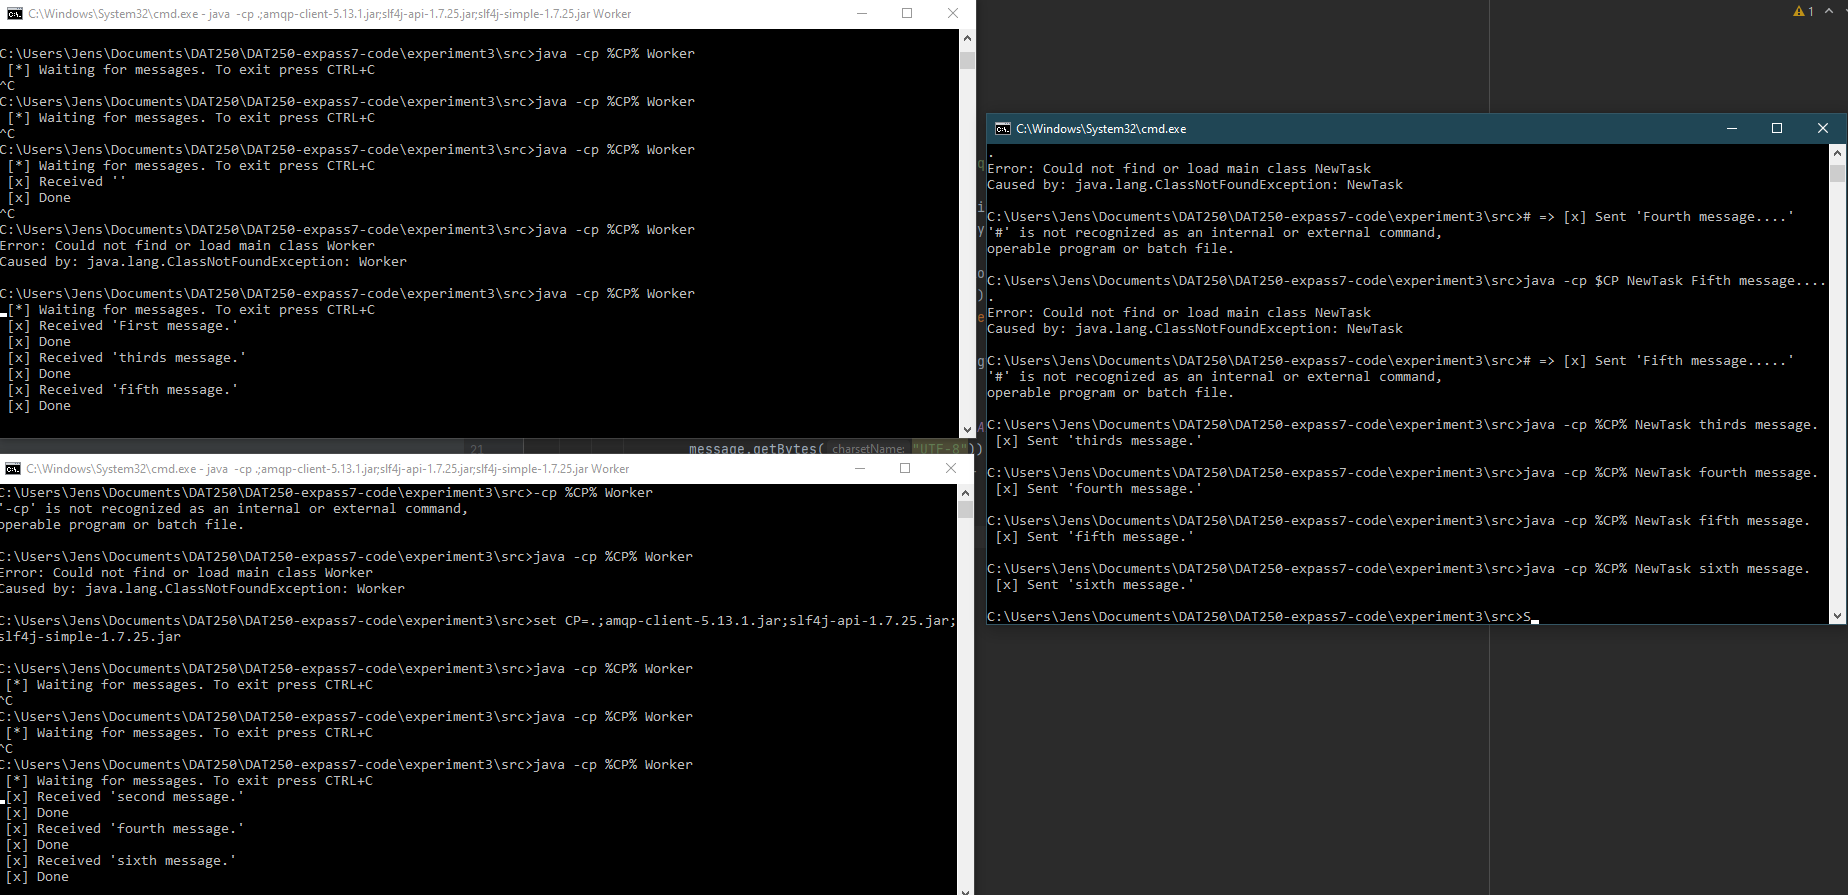 C:\Windows\System32\cmd.exe - java  -cp .;amqp-client-5.13.1.jar;slf4j-api-1.7.25.jar;slf4j-simple-1.7.25.jar Worker
C:\Users\Jens\Documents\DAT250\DAT250-expass7-code\experiment3\src>java -cp %CP% Worker
[*] Waiting for messages. To exit press CTRL+C
^C
C:\Users\Jens\Documents\DAT250\DAT250-expass7-code\experiment3\src>java -cp %CP% Worker
[*] Waiting for messages. To exit press CTRL+C
^C
C:\Users\Jens\Documents\DAT250\DAT250-expass7-code\experiment3\src>java -cp %CP% Worker
[*] Waiting for messages. To exit press CTRL+C
[x] Received ''
[x] Done
^C
C:\Users\Jens\Documents\DAT250\DAT250-expass7-code\experiment3\src>java -cp %CP% Worker
Error: Could not find or load main class Worker
Caused by: java.lang.ClassNotFoundException: Worker
C:\Users\Jens\Documents\DAT250\DAT250-expass7-code\experiment3\src>java -cp %CP% Worker
[*] Waiting for messages. To exit press CTRL+C
[x] Received 'First message.'
[x] Done
[x] Received 'thirds message.'
[x] Done
[x] Received 'fifth message.'
[x] Done
21 message.getBytes( charsetName: "UTF-8"))
C:\Windows\System32\cmd.exe - java  -cp .;amqp-client-5.13.1.jar;slf4j-api-1.7.25.jar;slf4j-simple-1.7.25.jar Worker
C:\Users\Jens\Documents\DAT250\DAT250-expass7-code\experiment3\src>-cp %CP% Worker
'-cp' is not recognized as an internal or external command,
operable program or batch file.
C:\Users\Jens\Documents\DAT250\DAT250-expass7-code\experiment3\src>java -cp %CP% Worker
Error: Could not find or load main class Worker
Caused by: java.lang.ClassNotFoundException: Worker
C:\Users\Jens\Documents\DAT250\DAT250-expass7-code\experiment3\src>set CP=.;amqp-client-5.13.1.jar;slf4j-api-1.7.25.jar;
slf4j-simple-1.7.25.jar
C:\Users\Jens\Documents\DAT250\DAT250-expass7-code\experiment3\src>java -cp %CP% Worker
[*] Waiting for messages. To exit press CTRL+C
^C
C:\Users\Jens\Documents\DAT250\DAT250-expass7-code\experiment3\src>java -cp %CP% Worker
[*] Waiting for messages. To exit press CTRL+C
^C
C:\Users\Jens\Documents\DAT250\DAT250-expass7-code\experiment3\src>java -cp %CP% Worker
[*] Waiting for messages. To exit press CTRL+C
[x] Received 'second message.'
[x] Done
[x] Received 'fourth message.'
[x] Done
[x] Received 'sixth message.'
[x] Done
1
C:\Windows\System32\cmd.exe
.
Error: Could not find or load main class NewTask
Caused by: java.lang.ClassNotFoundException: NewTask
C:\Users\Jens\Documents\DAT250\DAT250-expass7-code\experiment3\src># => [x] Sent 'Fourth message....'
'#' is not recognized as an internal or external command,
operable program or batch file.
C:\Users\Jens\Documents\DAT250\DAT250-expass7-code\experiment3\src>java -cp $CP NewTask Fifth message....
.
Error: Could not find or load main class NewTask
Caused by: java.lang.ClassNotFoundException: NewTask
C:\Users\Jens\Documents\DAT250\DAT250-expass7-code\experiment3\src># => [x] Sent 'Fifth message.....'
'#' is not recognized as an internal or external command,
operable program or batch file.
C:\Users\Jens\Documents\DAT250\DAT250-expass7-code\experiment3\src>java -cp %CP% NewTask thirds message.
[x] Sent 'thirds message.'
C:\Users\Jens\Documents\DAT250\DAT250-expass7-code\experiment3\src>java -cp %CP% NewTask fourth message.
[x] Sent 'fourth message.'
C:\Users\Jens\Documents\DAT250\DAT250-expass7-code\experiment3\src>java -cp %CP% NewTask fifth message.
[x] Sent 'fifth message.'
C:\Users\Jens\Documents\DAT250\DAT250-expass7-code\experiment3\src>java -cp %CP% NewTask sixth message.
[x] Sent 'sixth message.'
C:\Users\Jens\Documents\DAT250\DAT250-expass7-code\experiment3\src>S